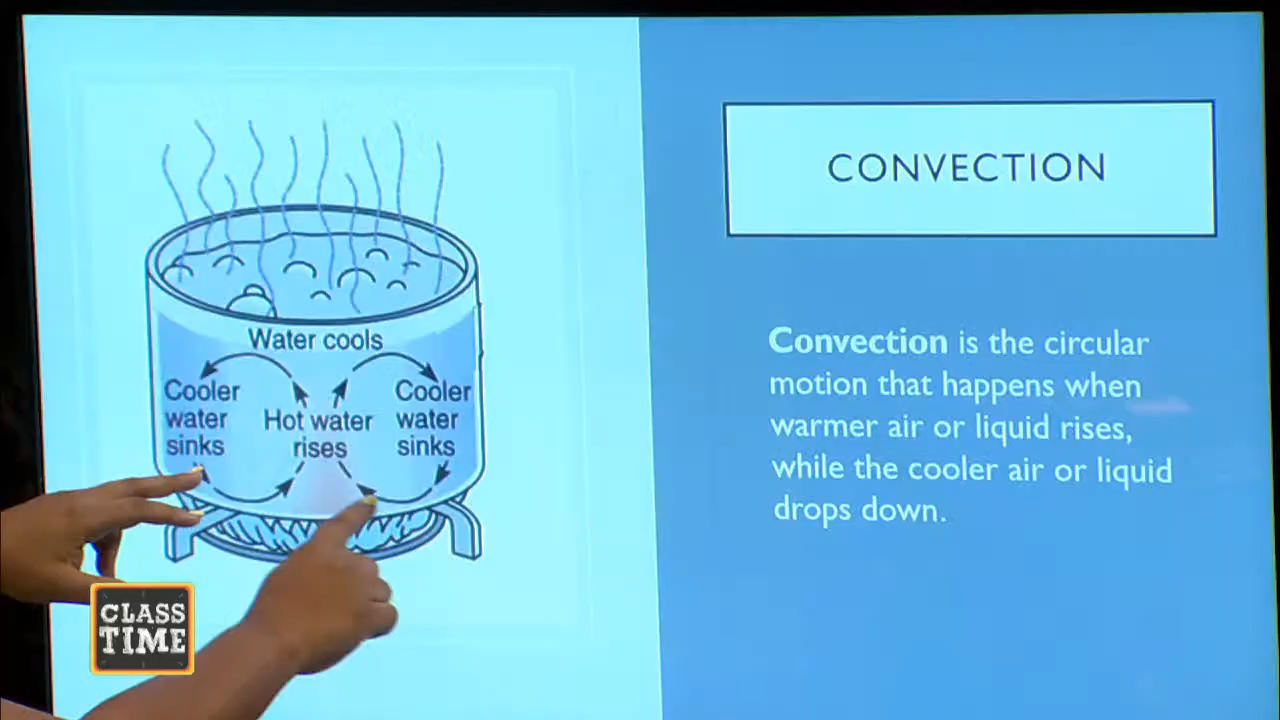 CONVECTION
Water cools
Cooler
water
sinks
Hot water
rises
Cooler
water
sinks
Convection is the circular
motion that happens when
warmer air or liquid rises,
while the cooler air or liquid
drops down.
CLASS
TIME